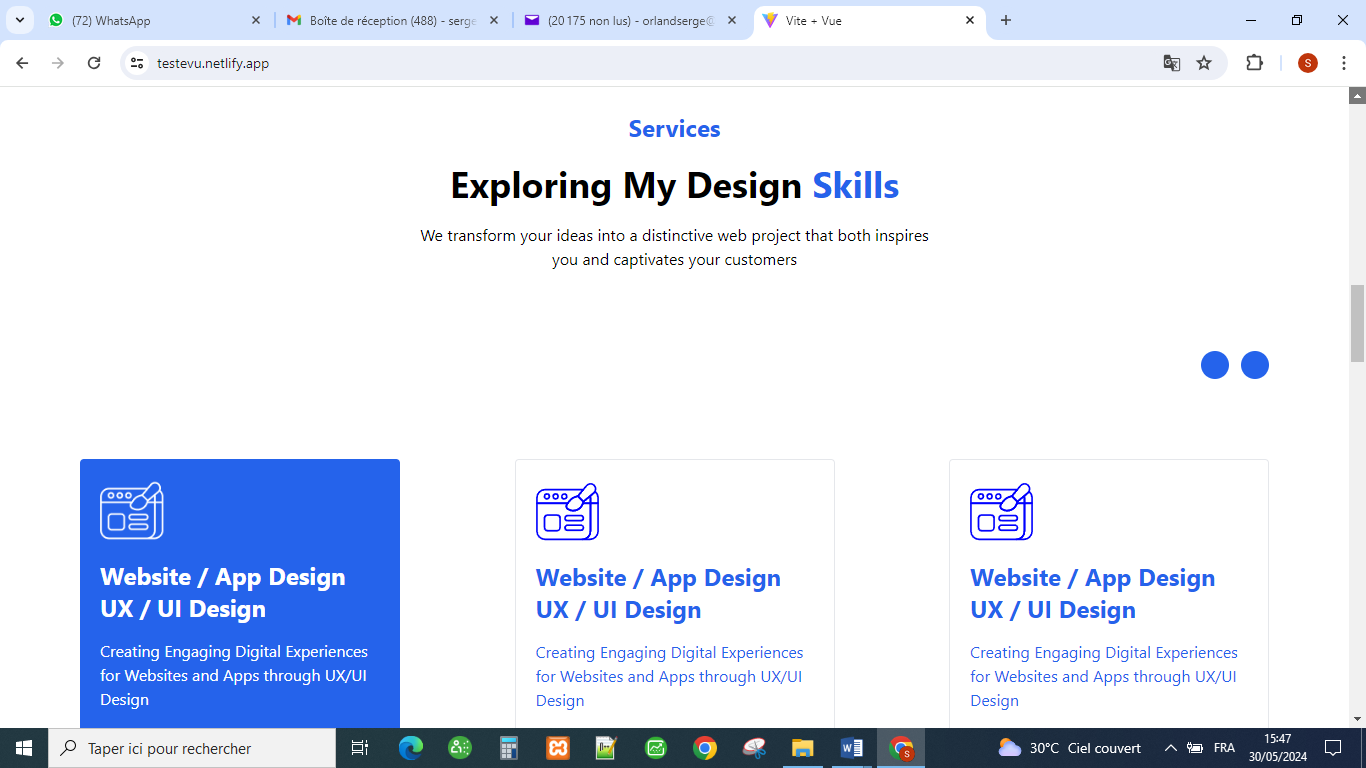 (72) WhatsApp
Boîte de réception (488) - serge
(20 175 non lus) - orlandserge@
Vite + Vue
testevu.netlify.app
S
Services
Exploring My Design Skills
We transform your ideas into a distinctive web project that both inspires
you and captivates your customers
Website / App Design
UX / UI Design
Creating Engaging Digital Experiences
for Websites and Apps through UX/UI
Design
Website / App Design
UX / UI Design
Creating Engaging Digital Experiences
for Websites and Apps through UX/UI
Design
Website / App Design
UX / UI Design
Creating Engaging Digital Experiences
for Websites and Apps through UX/UI
Design
Taper ici pour rechercher
S
30°C Ciel couvert
FRA
15:47
30/05/2024